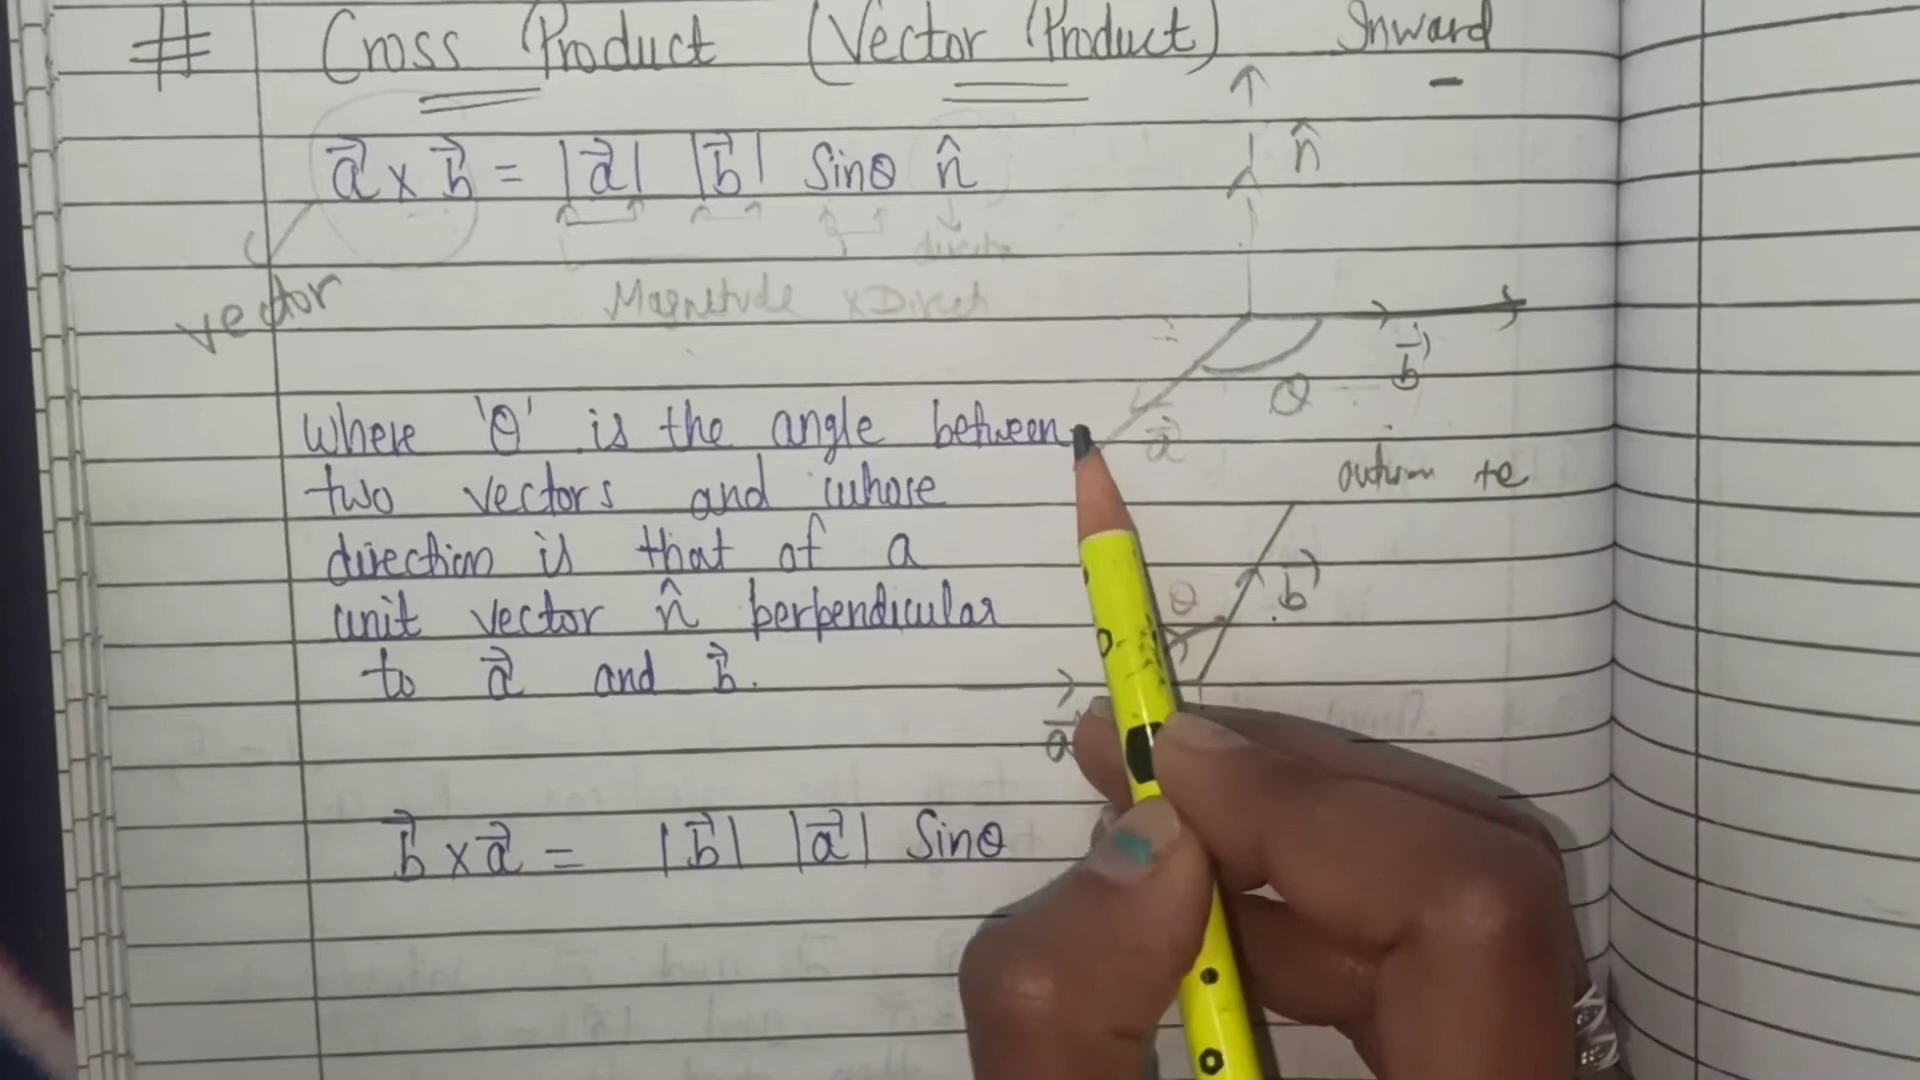 # Cross Product (Vector Product) Inward
-
n̂
a⃗ x b⃗ = |a⃗| |b⃗| Sinθ n̂
Magnitude x Direct
vector
b⃗
θ
a⃗
where 'θ' is the angle between
two vectors and whose
direction is that of a
unit vector n̂ perpendicular
to a⃗ and b⃗.
+e
θ
b⃗
a⃗
b⃗ x a⃗ = |b⃗| |a⃗| Sinθ